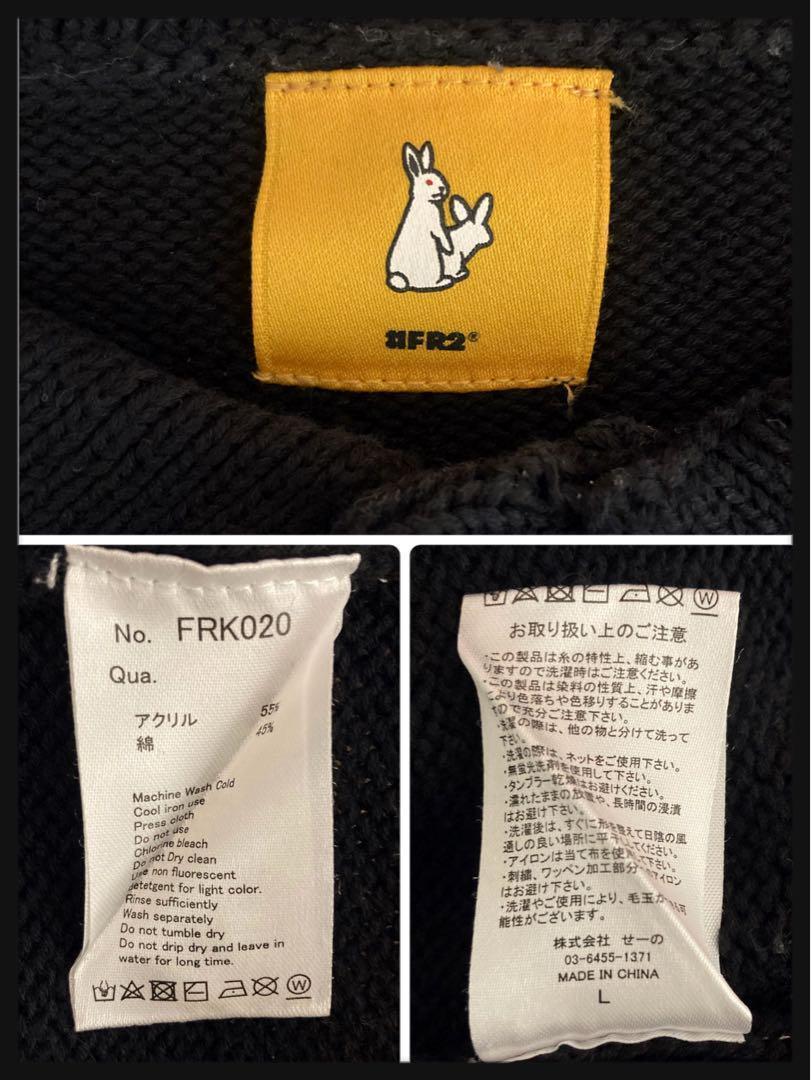 #FR2®
No. FRK020
Qua.
アクリル 55%
綿 45%
Machine Wash Cold
Cool iron use
Press cloth
Do not use
Chlorine bleach
Do not Dry clean
Use non fluorescent
detetgent for light color.
Rinse sufficiently
Wash separately
Do not tumble dry
Do not drip dry and leave in
water for long time.
W
W
お取り扱い上のご注意
・この製品は糸の特性上、縮む事があ
りますので洗濯時はご注意ください。
・この製品は染料の性質上、汗や摩擦
により色落ちや色移りすることがありま
すので充分ご注意下さい。
・洗濯の際は、他の物と分けて洗って
下さい。
・洗濯の際は、ネットをご使用下さい。
・無蛍光洗剤を使用して下さい。
・タンブラー乾燥はお避けください。
・濡れたままの放置や、長時間の浸漬
はお避け下さい。
・洗濯後は、すぐに形を整えて日陰の風
通しの良い場所に平干してください。
・アイロンは当て布を使用下さい。
・刺繍、ワッペン加工部分のアイロン
はお避け下さい。
・洗濯やご使用により、毛玉が 可
能性がございます。
株式会社 せーの
03-6455-1371
MADE IN CHINA
L